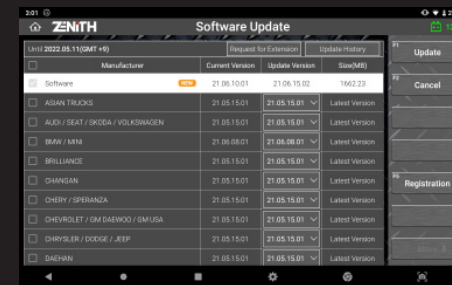 3:01
ZENITH Software Update
Until 2022.05.11(GMT +9) Request for Extension Update History
Manufacturer Current Version Update Version Size(MB)
Software NEW 21.06.10.01 21.06.15.02 1662.23
ASIAN TRUCKS 21.05.15.01 21.05.15.01 Latest Version
AUDI / SEAT / SKODA / VOLKSWAGEN 21.05.15.01 21.05.15.01 Latest Version
BMW / MINI 21.06.08.01 21.06.08.01 Latest Version
BRILLIANCE 21.05.15.01 21.05.15.01 Latest Version
CHANGAN 21.05.15.01 21.05.15.01 Latest Version
CHERY / SPERANZA 21.05.15.01 21.05.15.01 Latest Version
CHEVROLET / GM DAEWOO / GM USA 21.05.15.01 21.05.15.01 Latest Version
CHRYSLER / DODGE / JEEP 21.05.15.01 21.05.15.01 Latest Version
DAEHAN 21.05.15.01 21.05.15.01 Latest Version
F1 Update
F2 Cancel
Registration
More